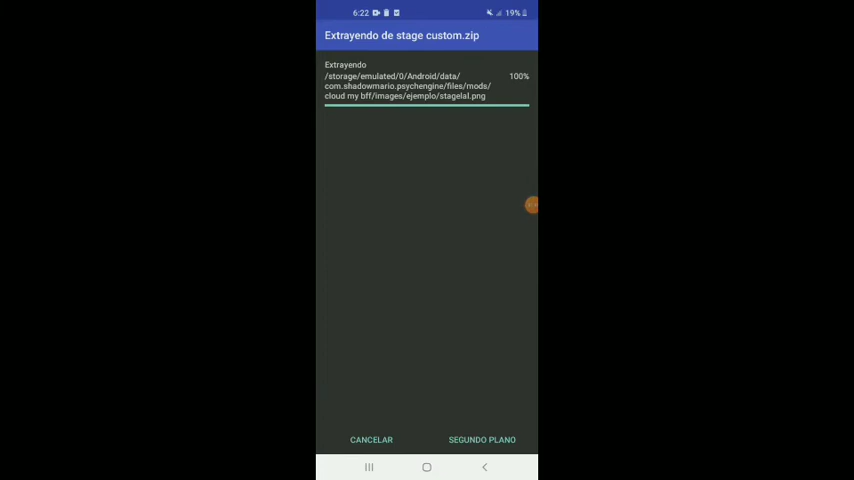 6:22
19%
Extrayendo de stage custom.zip
Extrayendo
/storage/emulated/0/Android/data/
100%
com.shadowmario.psychengine/files/mods/
cloud my bff/images/ejemplo/stagelal.png
CANCELAR
SEGUNDO PLANO